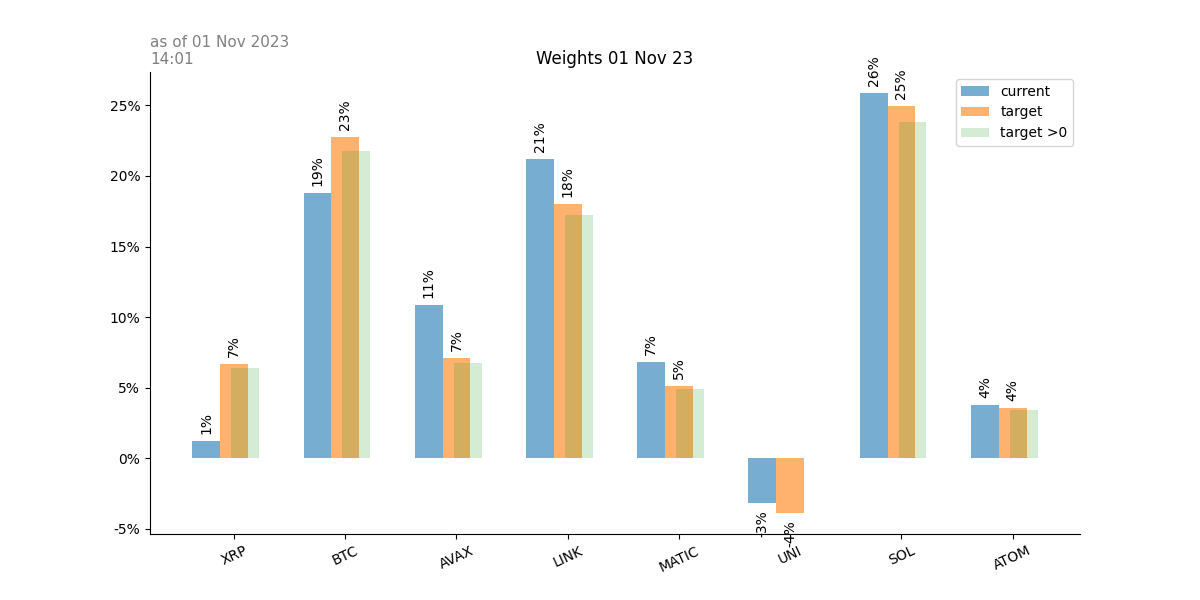 as of 01 Nov 2023
14:01
Weights 01 Nov 23
current
target
target >0
25%
20%
15%
10%
5%
0%
-5%
1%
7%
19%
23%
11%
7%
21%
18%
7%
5%
-3%
-4%
26%
25%
4%
4%
XRP
BTC
AVAX
LINK
MATIC
UNI
SOL
ATOM